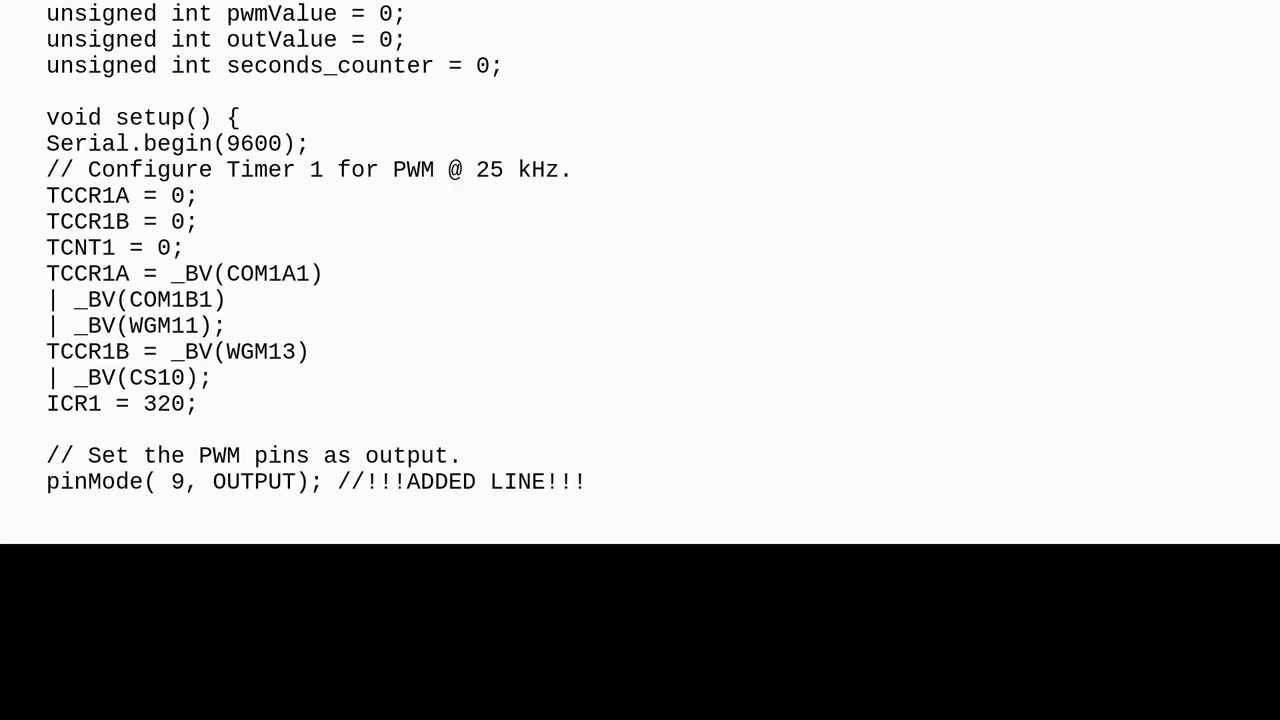 unsigned int pwmValue = 0;
unsigned int outValue = 0;
unsigned int seconds_counter = 0;
void setup() {
Serial.begin(9600);
// Configure Timer 1 for PWM @ 25 kHz.
TCCR1A = 0;
TCCR1B = 0;
TCNT1 = 0;
TCCR1A = _BV(COM1A1)
| _BV(COM1B1)
| _BV(WGM11);
TCCR1B = _BV(WGM13)
| _BV(CS10);
ICR1 = 320;
// Set the PWM pins as output.
pinMode( 9, OUTPUT); //!!!ADDED LINE!!!